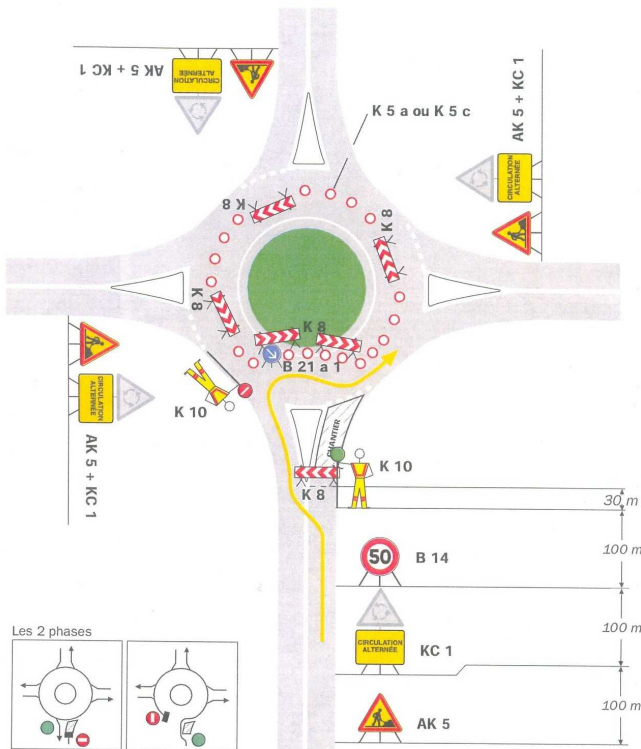 AK 5 + KC 1
CIRCULATION
ALTERNÉE
K 5 a ou K 5 c
AK 5 + KC 1
CIRCULATION
ALTERNÉE
K 8
K 8
K 8
K 8
B 21 a 1
CIRCULATION
ALTERNÉE
AK 5 + KC 1
K 10
CHANTIER
K 10
K 8
30 m
50
B 14
100 m
CIRCULATION
ALTERNÉE
KC 1
100 m
AK 5
100 m
Les 2 phases